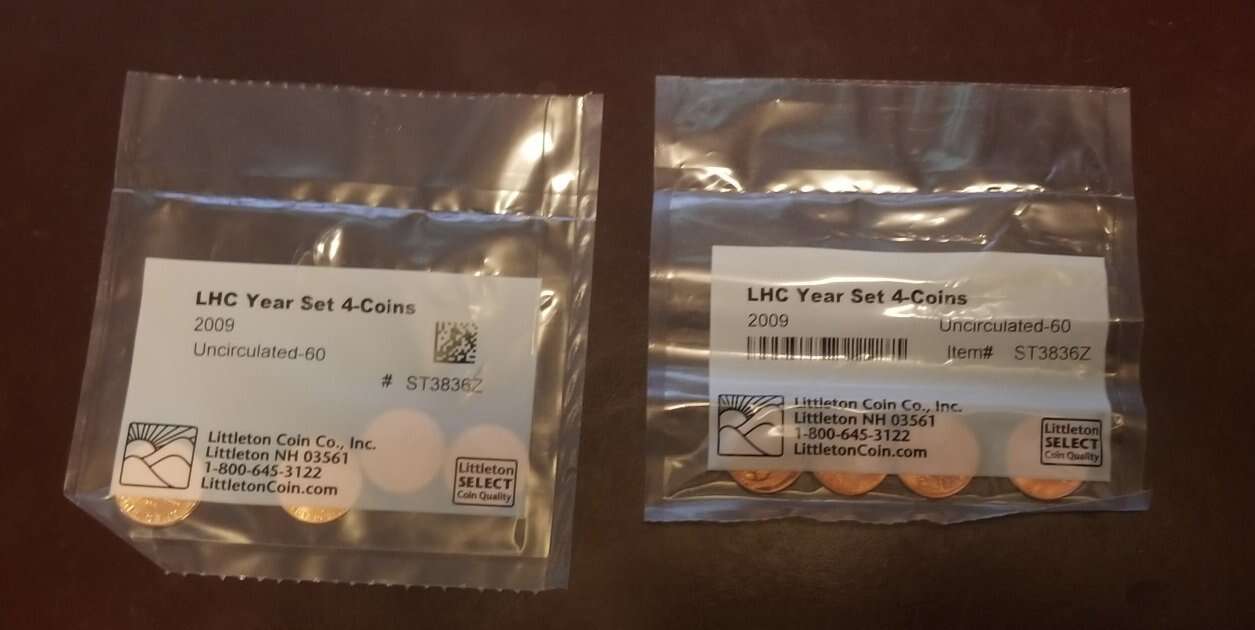 LHC Year Set 4-Coins
2009
Uncirculated-60
# ST3836Z
Littleton Coin Co., Inc.
Littleton NH 03561
1-800-645-3122
LittletonCoin.com
Littleton
SELECT
Coin Quality
LHC Year Set 4-Coins
2009 Uncirculated-60
Item# ST3836Z
Littleton Coin Co., Inc.
Littleton NH 03561
1-800-645-3122
LittletonCoin.com
Littleton
SELECT
Coin Quality